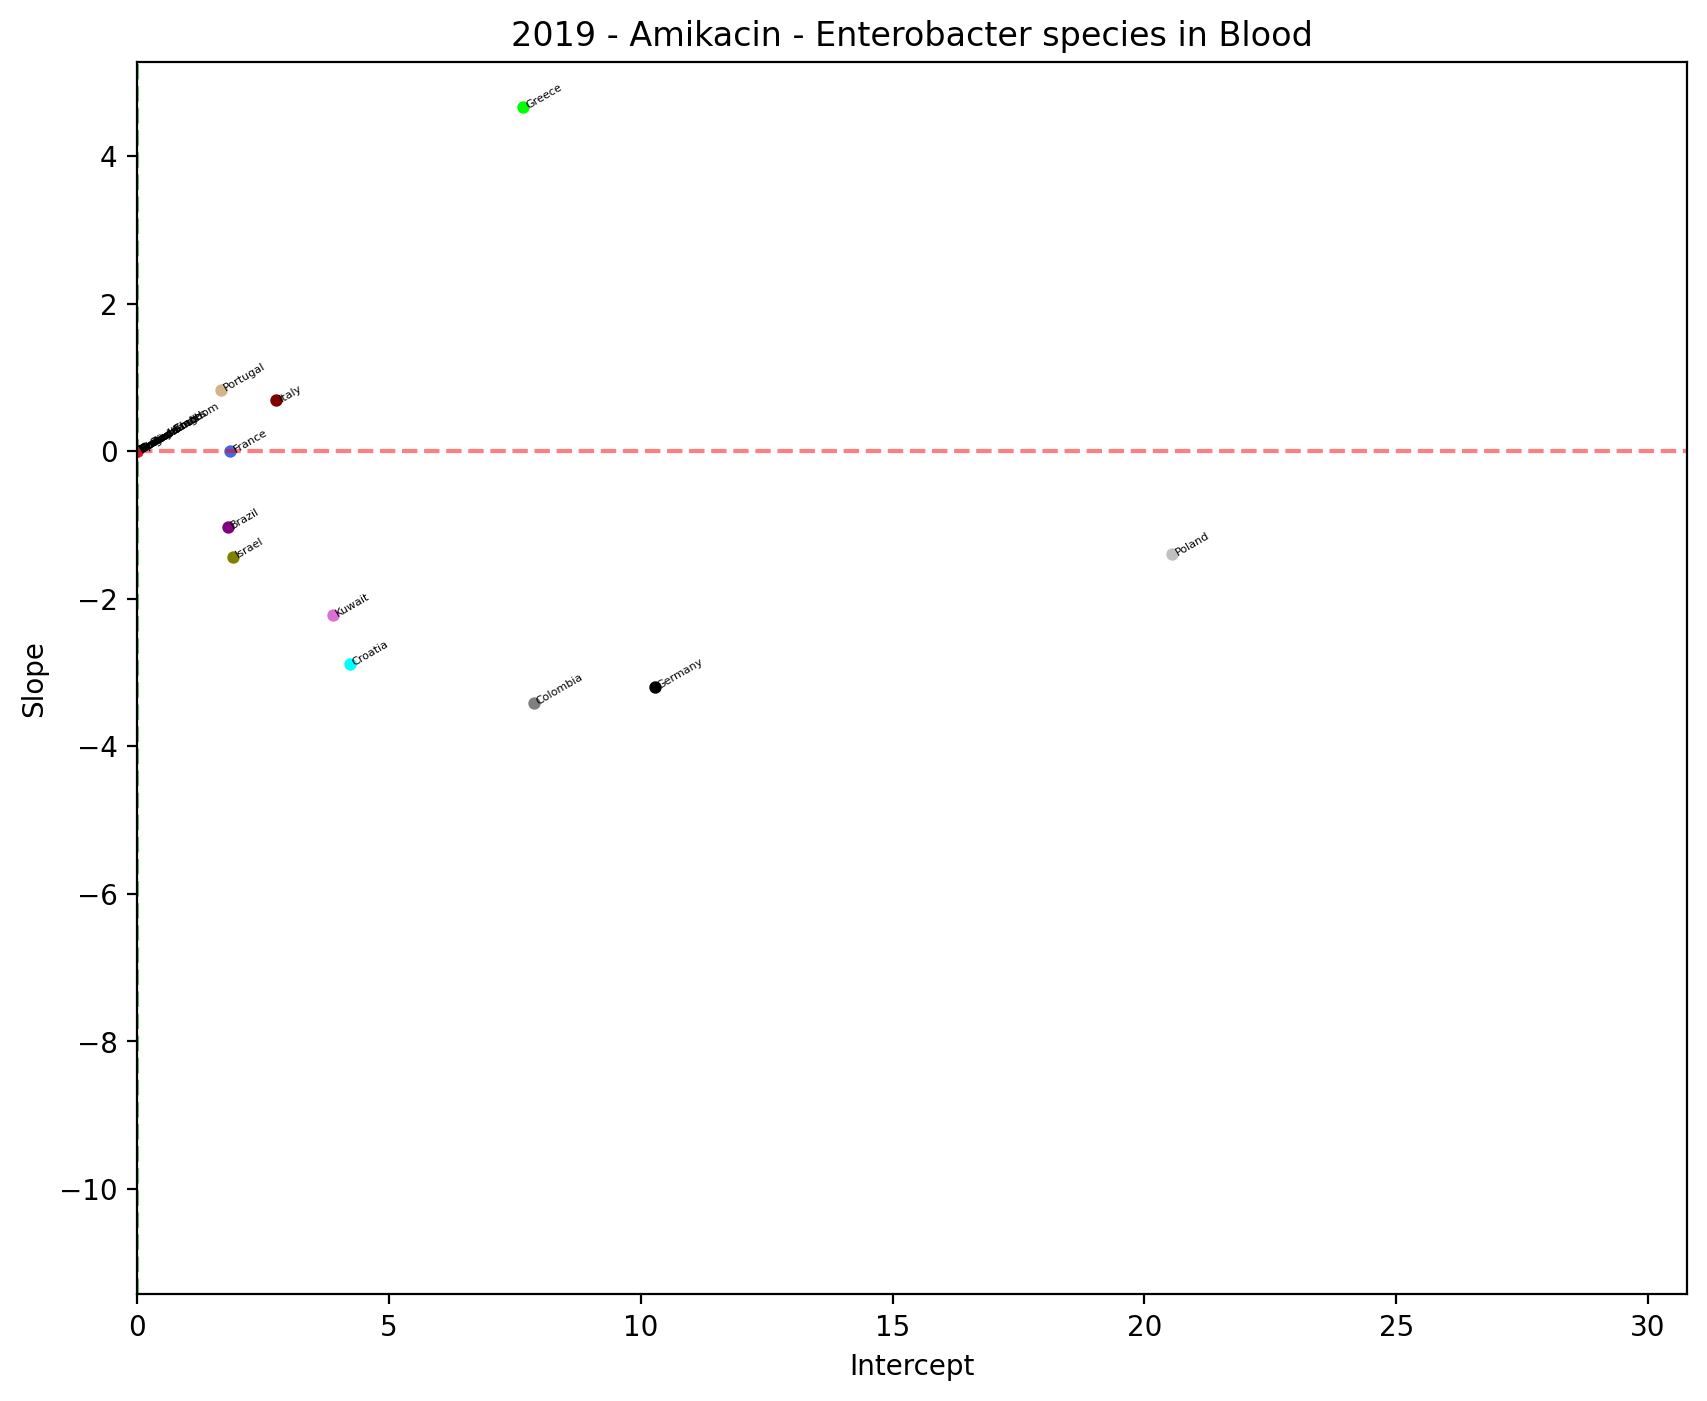 2019 - Amikacin - Enterobacter species in Blood
Greece
4
2
Portugal
Italy
France
0
Brazil
Israel
Poland
−2
Kuwait
Croatia
Germany
Colombia
Slope
−4
−6
−8
−10
0
5
10
15
20
25
30
Intercept